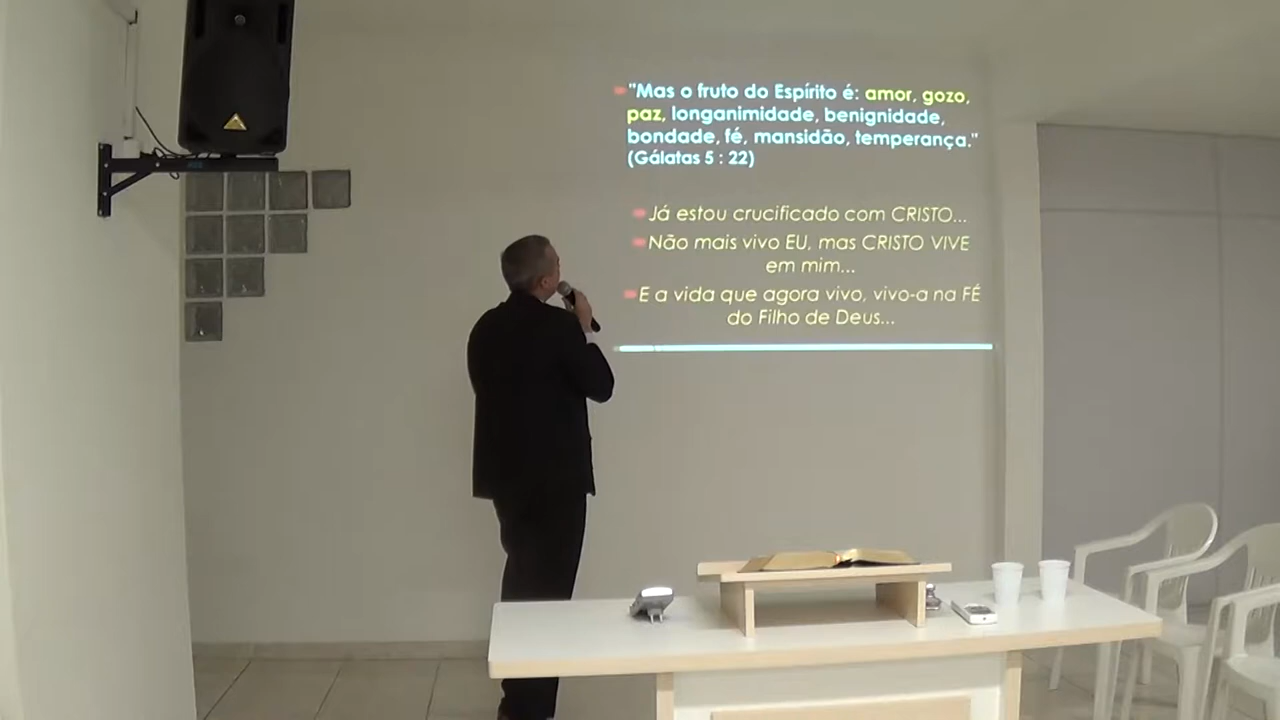 "Mas o fruto do Espírito é: amor, gozo,
paz, longanimidade, benignidade,
bondade, fé, mansidão, temperança."
(Gálatas 5 : 22)
Já estou crucificado com CRISTO...
Não mais vivo EU, mas CRISTO VIVE
em mim...
E a vida que agora vivo, vivo-a na FÉ
do Filho de Deus...